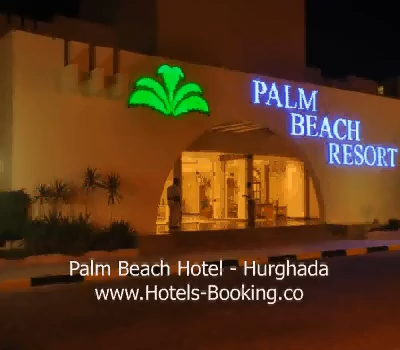 PALM
BEACH
RESORT
Palm Beach Hotel - Hurghada
www.Hotels-Booking.co